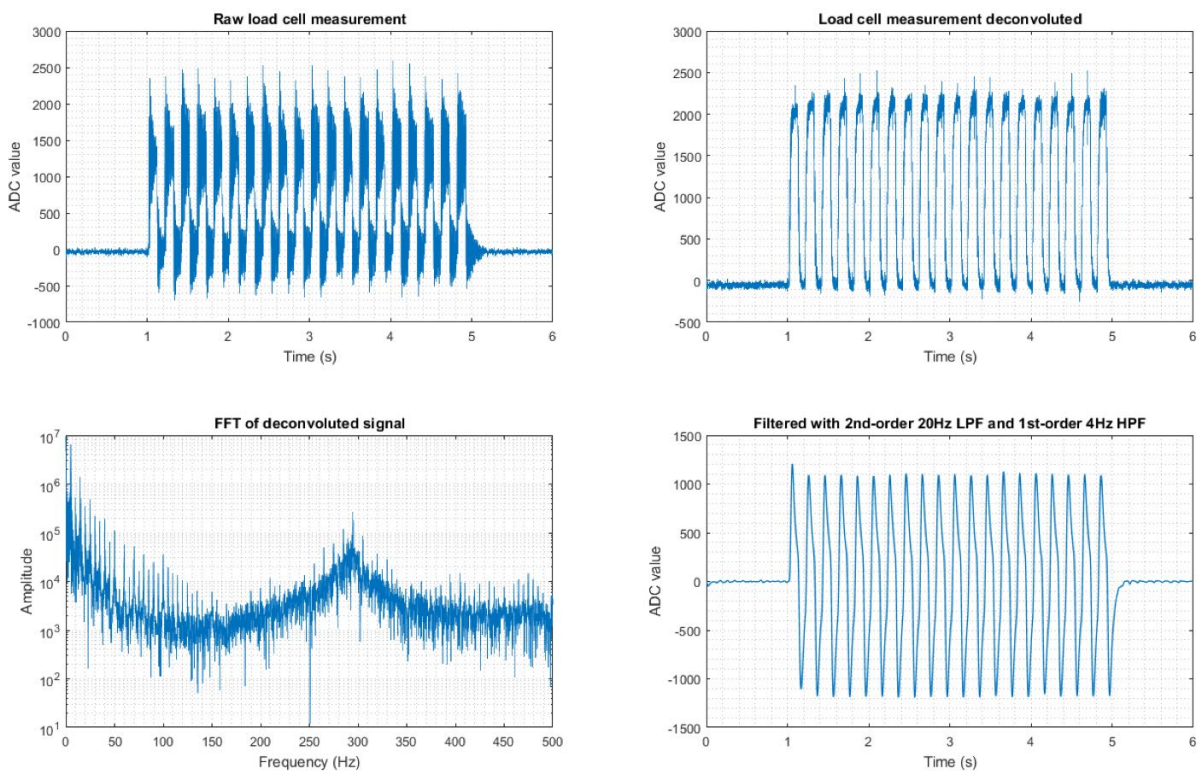 Raw load cell measurement
3000
2500
2000
1500
1000
500
0
-500
-1000
ADC value
0 1 2 3 4 5 6
Time (s)
Load cell measurement deconvoluted
3000
2500
2000
1500
1000
500
0
-500
ADC value
0 1 2 3 4 5 6
Time (s)
FFT of deconvoluted signal
10^7
10^6
10^5
10^4
10^3
10^2
10^1
Amplitude
0 50 100 150 200 250 300 350 400 450 500
Frequency (Hz)
Filtered with 2nd-order 20Hz LPF and 1st-order 4Hz HPF
1500
1000
500
0
-500
-1000
-1500
ADC value
0 1 2 3 4 5 6
Time (s)